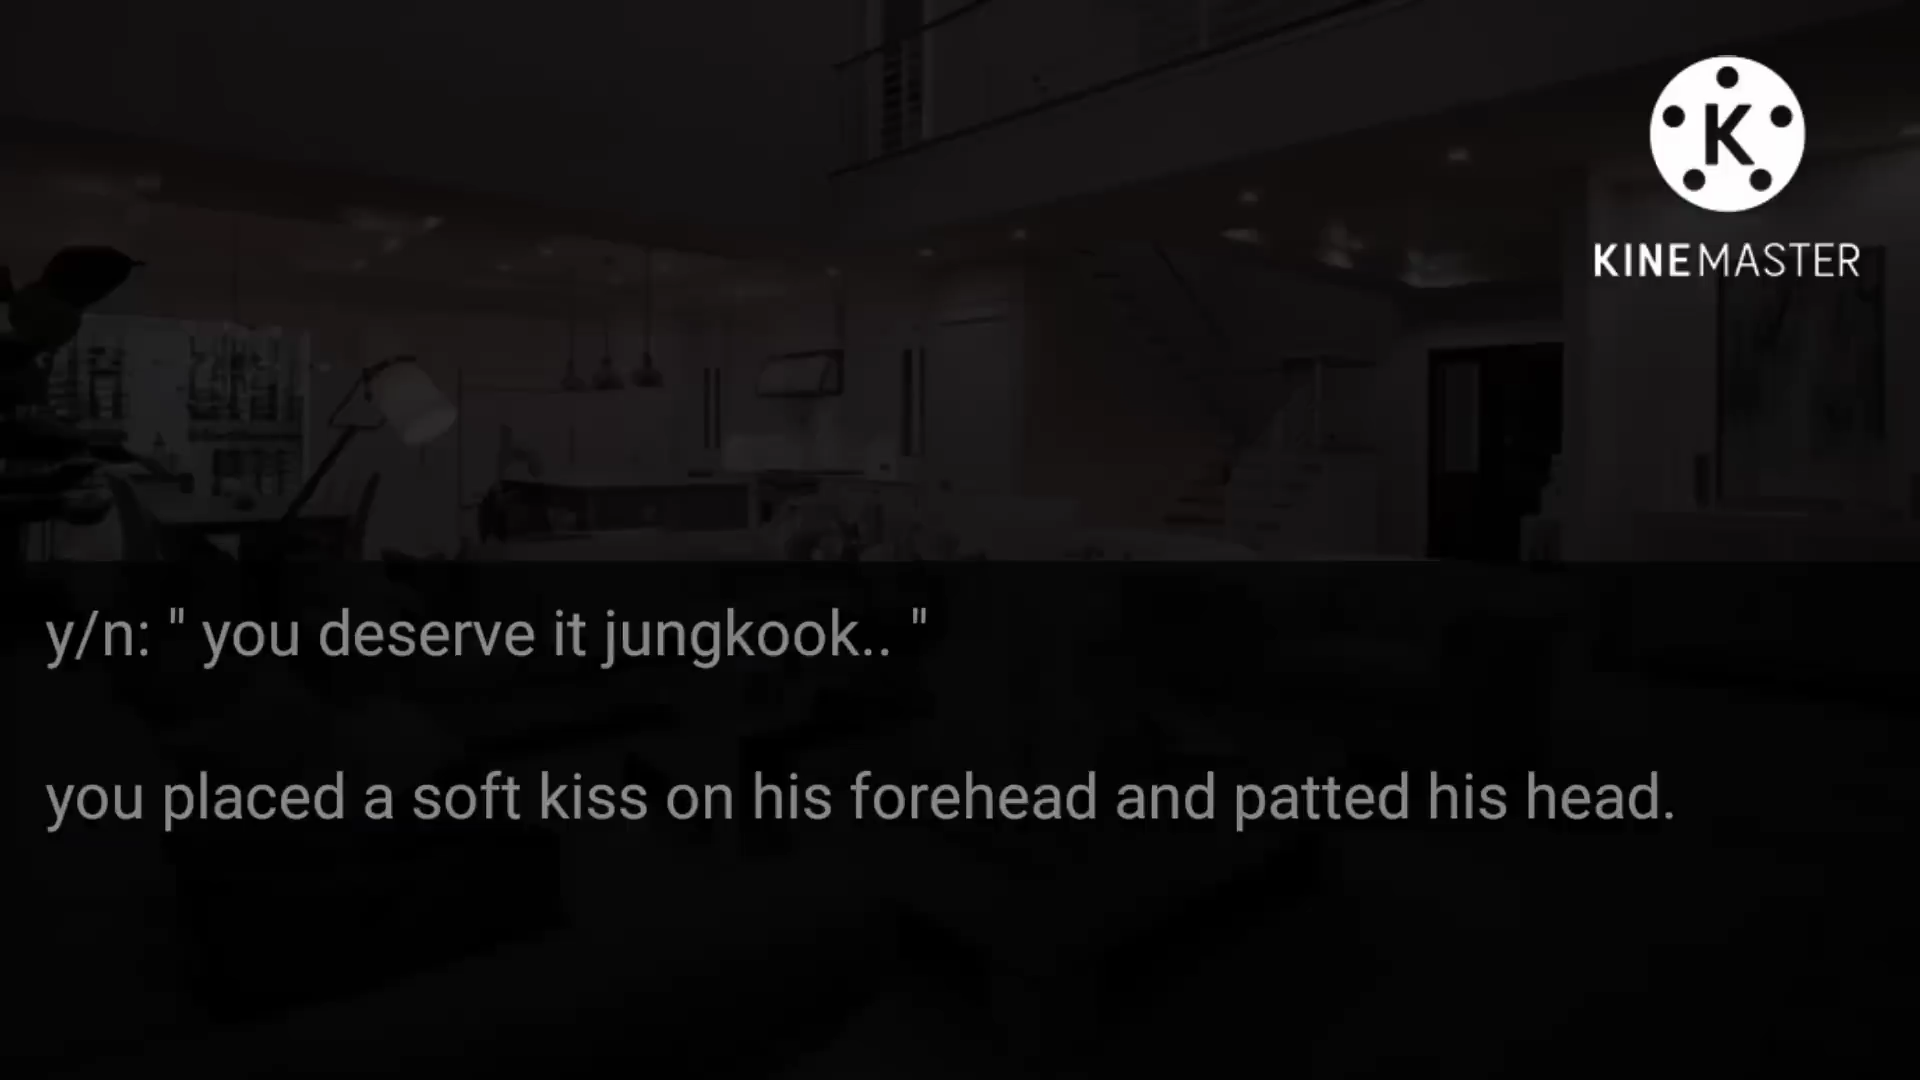 K
KINEMASTER
y/n: " you deserve it jungkook.. "
you placed a soft kiss on his forehead and patted his head.